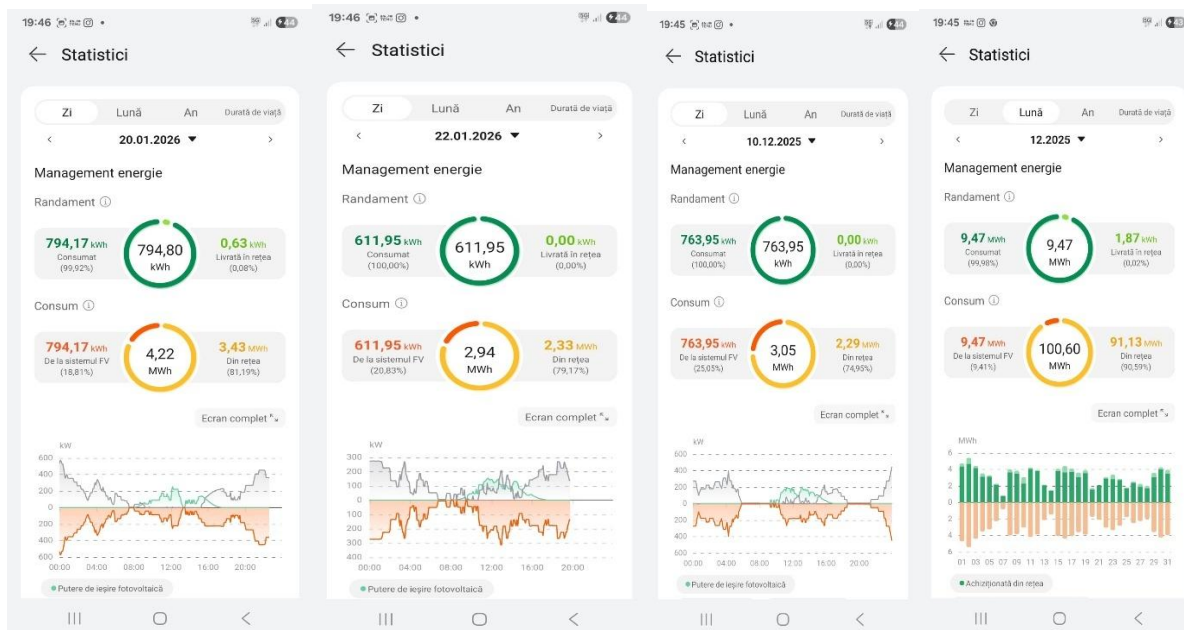 19:46
44
Statistici
Zi Lună An Durată de viață
20.01.2026
Management energie
Randament
794,17 kWh
Consumat
(99,92%)
794,80
kWh
0,63 kWh
Livrată în rețea
(0,08%)
Consum
794,17 kWh
De la sistemul FV
(18,81%)
4,22
MWh
3,43 MWh
Din rețea
(81,19%)
Ecran complet
kW
600
400
200
0
200
400
600
00:00 04:00 08:00 12:00 16:00 20:00
Putere de ieșire fotovoltaică
19:46
44
Statistici
Zi Lună An Durată de viață
22.01.2026
Management energie
Randament
611,95 kWh
Consumat
(100,00%)
611,95
kWh
0,00 kWh
Livrată în rețea
(0,00%)
Consum
611,95 kWh
De la sistemul FV
(20,83%)
2,94
MWh
2,33 MWh
Din rețea
(79,17%)
Ecran complet
kW
300
200
100
0
100
200
300
400
00:00 04:00 08:00 12:00 16:00 20:00
Putere de ieșire fotovoltaică
19:45
44
Statistici
Zi Lună An Durată de viață
10.12.2025
Management energie
Randament
763,95 kWh
Consumat
(100,00%)
763,95
kWh
0,00 kWh
Livrată în rețea
(0,00%)
Consum
763,95 kWh
De la sistemul FV
(25,05%)
3,05
MWh
2,29 MWh
Din rețea
(74,95%)
Ecran complet
kW
600
400
200
0
200
400
600
00:00 04:00 08:00 12:00 16:00 20:00
Putere de ieșire fotovoltaică
19:45
43
Statistici
Zi Lună An Durată de viață
12.2025
Management energie
Randament
9,47 MWh
Consumat
(99,98%)
9,47
MWh
1,87 kWh
Livrată în rețea
(0,02%)
Consum
9,47 MWh
De la sistemul FV
(9,41%)
100,60
MWh
91,13 MWh
Din rețea
(90,59%)
Ecran complet
MWh
6
4
2
0
2
4
6
01 03 05 07 09 11 13 15 17 19 21 23 25 27 29 31
Achiziționată din rețea